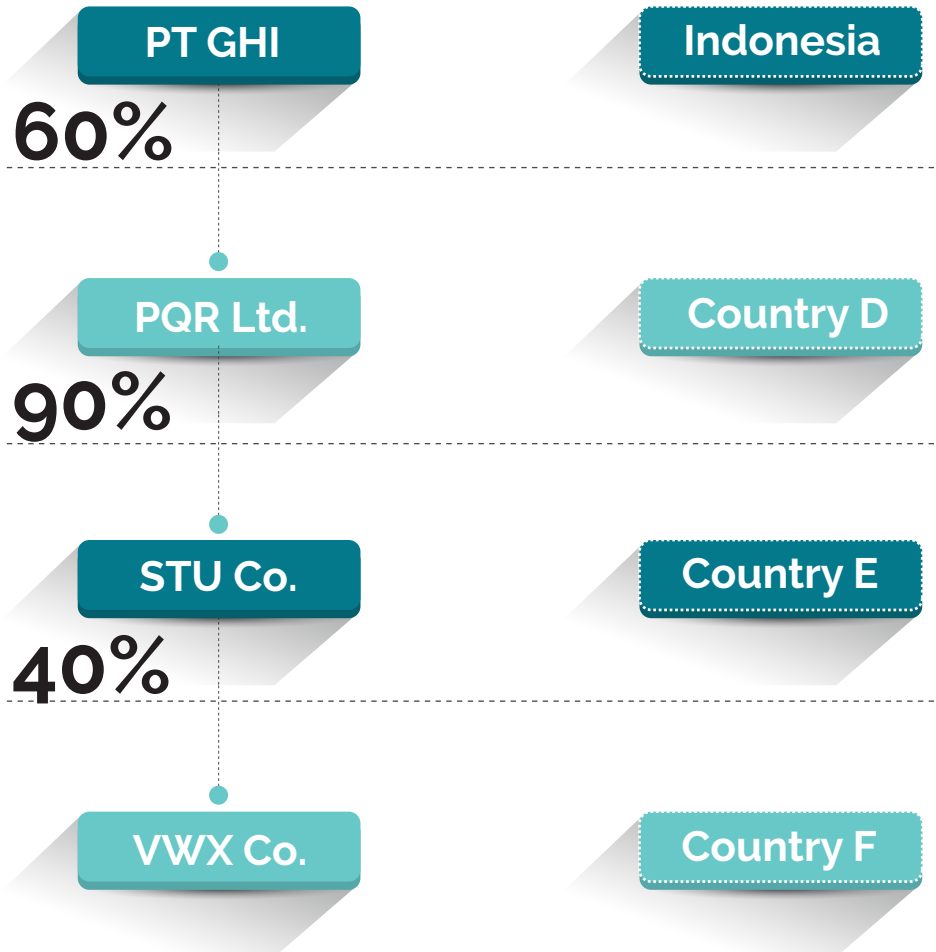 PT GHI
Indonesia
60%
PQR Ltd.
Country D
90%
STU Co.
Country E
40%
VWX Co.
Country F